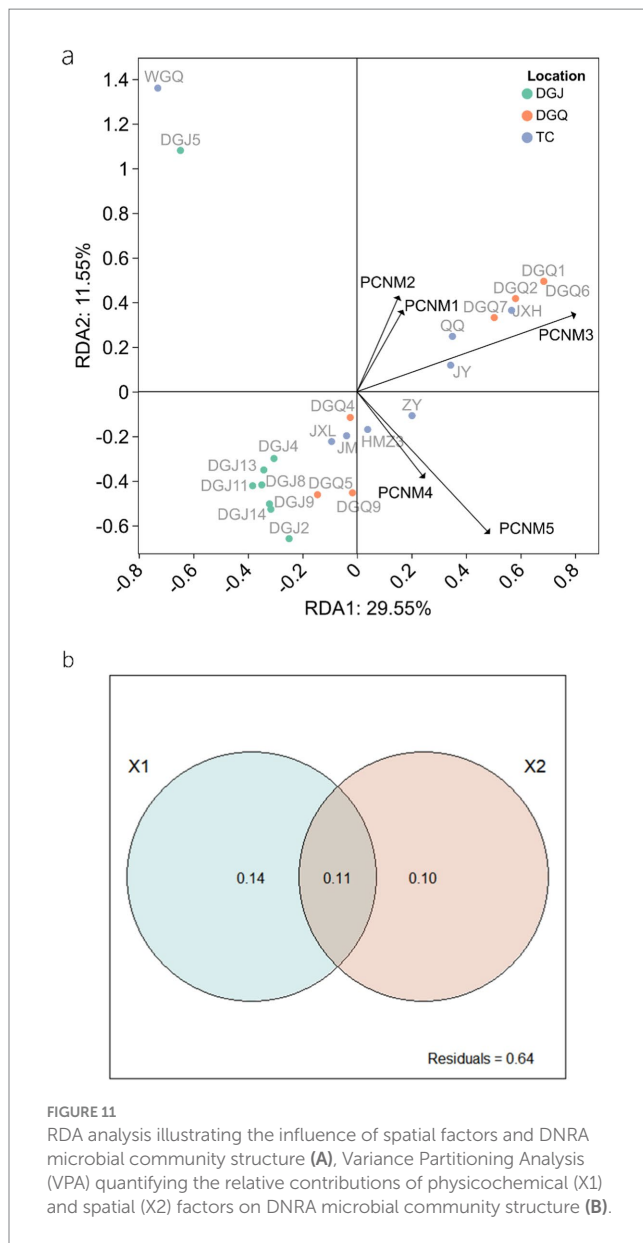 a
Location
DGJ
DGQ
TC
WGQ
DGJ5
PCNM2
PCNM1
DGQ1
DGQ2
DGQ6
DGQ7
JXH
QQ
PCNM3
JY
DGQ4
ZY
JXL
JM
HMZ3
DGJ4
DGJ13
DGJ8
DGQ5
PCNM4
DGJ11
DGJ9
DGQ9
DGJ14
DGJ2
PCNM5
1.4
1.2
1
0.8
0.6
0.4
0.2
0
-0.2
-0.4
-0.6
RDA2: 11.55%
-0.8
-0.6
-0.4
-0.2
0
0.2
0.4
0.6
0.8
RDA1: 29.55%
b
X1
X2
0.14
0.11
0.10
Residuals = 0.64
FIGURE 11
RDA analysis illustrating the influence of spatial factors and DNRA
microbial community structure (A), Variance Partitioning Analysis
(VPA) quantifying the relative contributions of physicochemical (X1)
and spatial (X2) factors on DNRA microbial community structure (B).